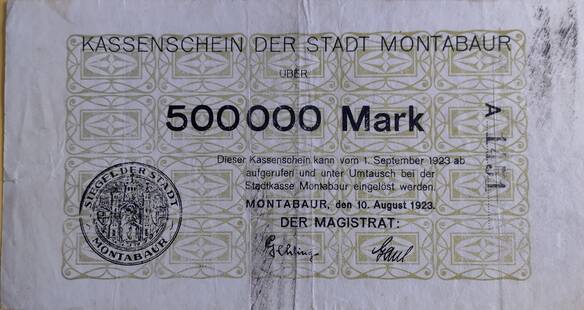 KASSENSCHEIN DER STADT MONTABAUR
ÜBER
500000 Mark
Dieser Kassenschein kann vom 1. September 1923 ab
aufgerufen und unter Umtausch bei der
Stadtkasse Montabaur eingelöst werden.
MONTABAUR, den 10. August 1923.
DER MAGISTRAT:
SIEGEL DER STADT
MONTABAUR
A